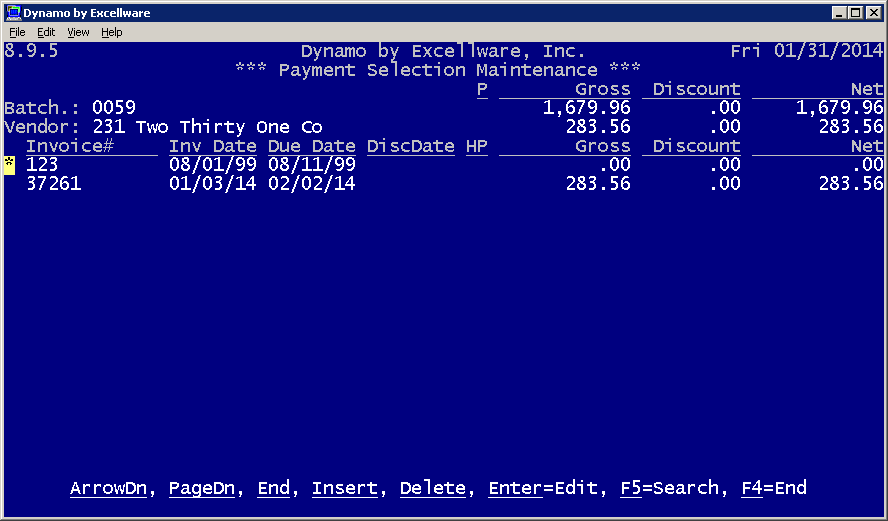 Dynamo by Excellware
File Edit View Help
8.9.5 Dynamo by Excellware, Inc. Fri 01/31/2014
*** Payment Selection Maintenance ***
P Gross Discount Net
Batch.: 0059 1,679.96 .00 1,679.96
Vendor: 231 Two Thirty One Co 283.56 .00 283.56
Invoice# Inv Date Due Date DiscDate HP Gross Discount Net
* 123 08/01/99 08/11/99 .00 .00 .00
37261 01/03/14 02/02/14 283.56 .00 283.56
ArrowDn, PageDn, End, Insert, Delete, Enter=Edit, F5=Search, F4=End